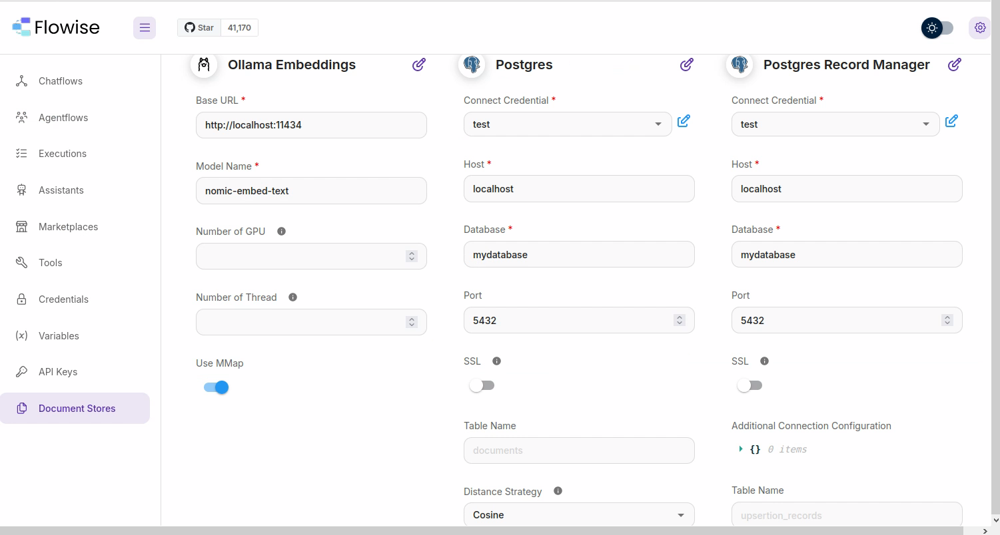 Flowise
Star 41,170
Chatflows
Agentflows
Executions
Assistants
Marketplaces
Tools
Credentials
Variables
API Keys
Document Stores
Ollama Embeddings
Base URL *
http://localhost:11434
Model Name *
nomic-embed-text
Number of GPU
Number of Thread
Use MMap
Postgres
Connect Credential *
test
Host *
localhost
Database *
mydatabase
Port
5432
SSL
Table Name
documents
Distance Strategy
Cosine
Postgres Record Manager
Connect Credential *
test
Host *
localhost
Database *
mydatabase
Port
5432
SSL
Additional Connection Configuration
{} 0 items
Table Name
upsertion_records